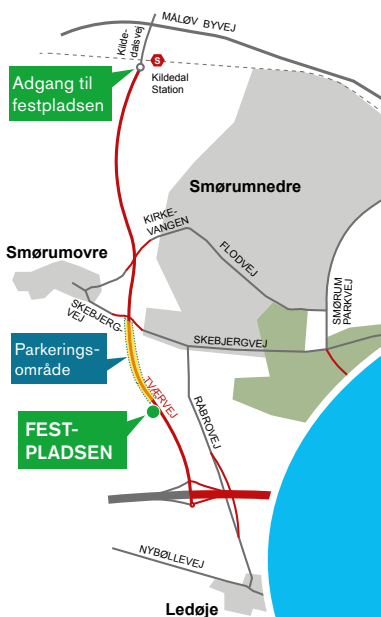 MÅLØV BYVEJ
Kilde-
dalsvej
S
Adgang til
festpladsen
Kildedal
Station
Smørumnedre
KIRKE-
VANGEN
FLODVEJ
Smørumovre
SKEBJERG-
VEJ
SMØRUM
PARKVEJ
SKEBJERGVEJ
Parkerings-
område
TVÆRVEJ
RÅBROVEJ
FEST-
PLADSEN
NYBØLLEVEJ
Ledøje